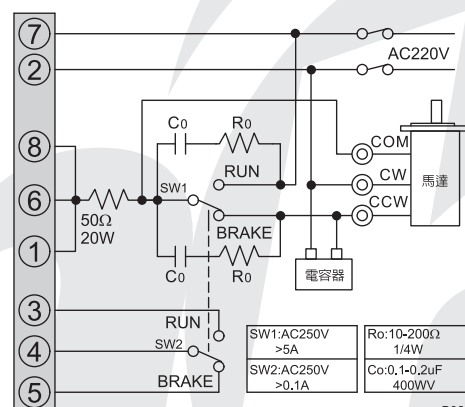 7
2
AC220V
C0
R0
COM
8
RUN
馬達
SW1
CW
6
50Ω
20W
CCW
BRAKE
1
C0
R0
電容器
3
RUN
SW1:AC250V
>5A
Ro:10-200Ω
1/4W
4
SW2
SW2:AC250V
>0.1A
Co:0.1-0.2uF
400WV
BRAKE
5